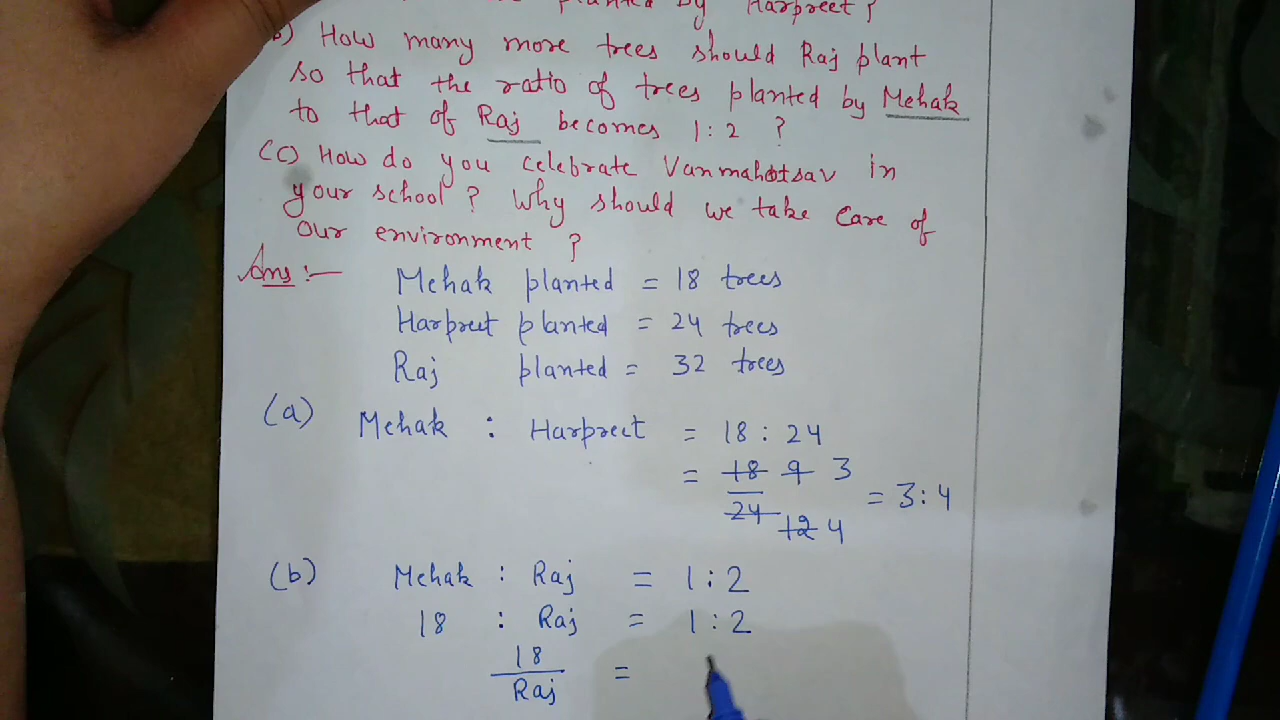 planted by Harpreet?
b) How many more trees should Raj plant
so that the ratio of trees planted by Mehak
to that of Raj becomes 1:2 ?
(C) How do you celebrate Vanmahotsav in
your school? Why should we take care of
our environment ?
Ans :-
Mehak planted = 18 trees
Harpreet planted = 24 trees
Raj planted = 32 trees
(a) Mehak : Harpreet = 18 : 24
= 18 9 3
24 12 4 = 3:4
(b) Mehak : Raj = 1:2
18 : Raj = 1:2
18
Raj =